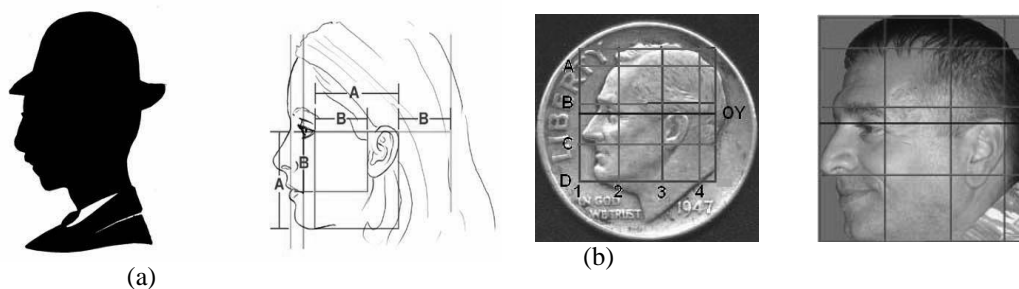 A
B
B
B
A
A
B
C
D
1 2 3 4
OY
LIBERTY
IN GOD
WE TRUST
1947
(a)
(b)